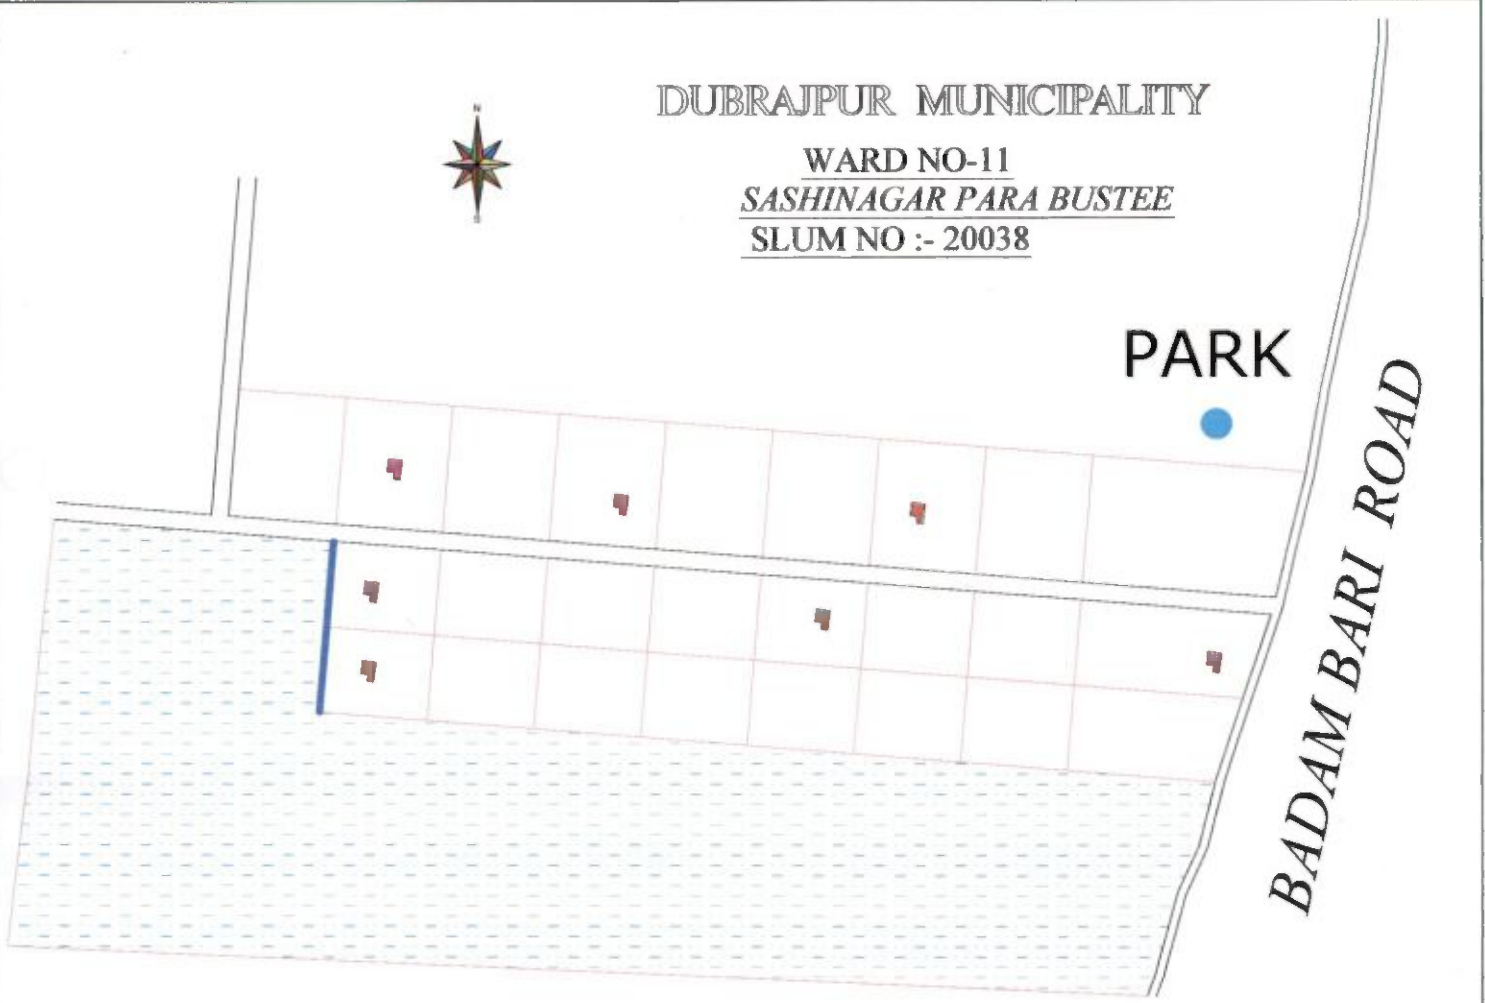 DUBRAJPUR MUNICIPALITY
N
WARD NO-11
SASHINAGAR PARA BUSTEE
S
SLUM NO :- 20038
PARK
BADAM BARI ROAD